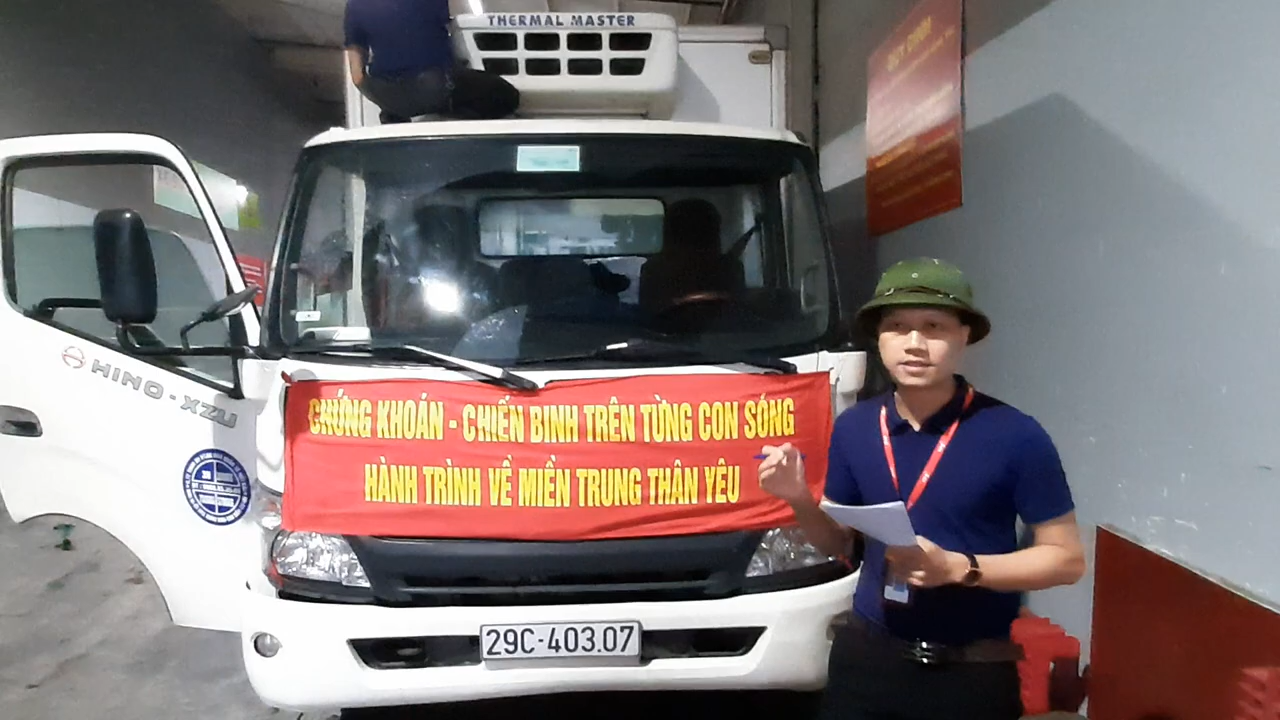 THERMAL MASTER
HINO - XZU
CHỨNG KHOÁN - CHIẾN BINH TRÊN TỪNG CON SÓNG
HÀNH TRÌNH VỀ MIỀN TRUNG THÂN YÊU
29C-403.07